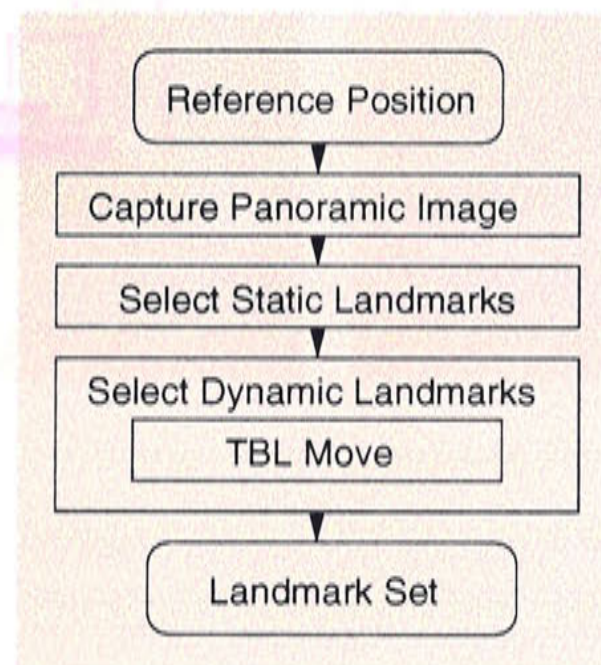 Reference Position
Capture Panoramic Image
Select Static Landmarks
Select Dynamic Landmarks
TBL Move
Landmark Set